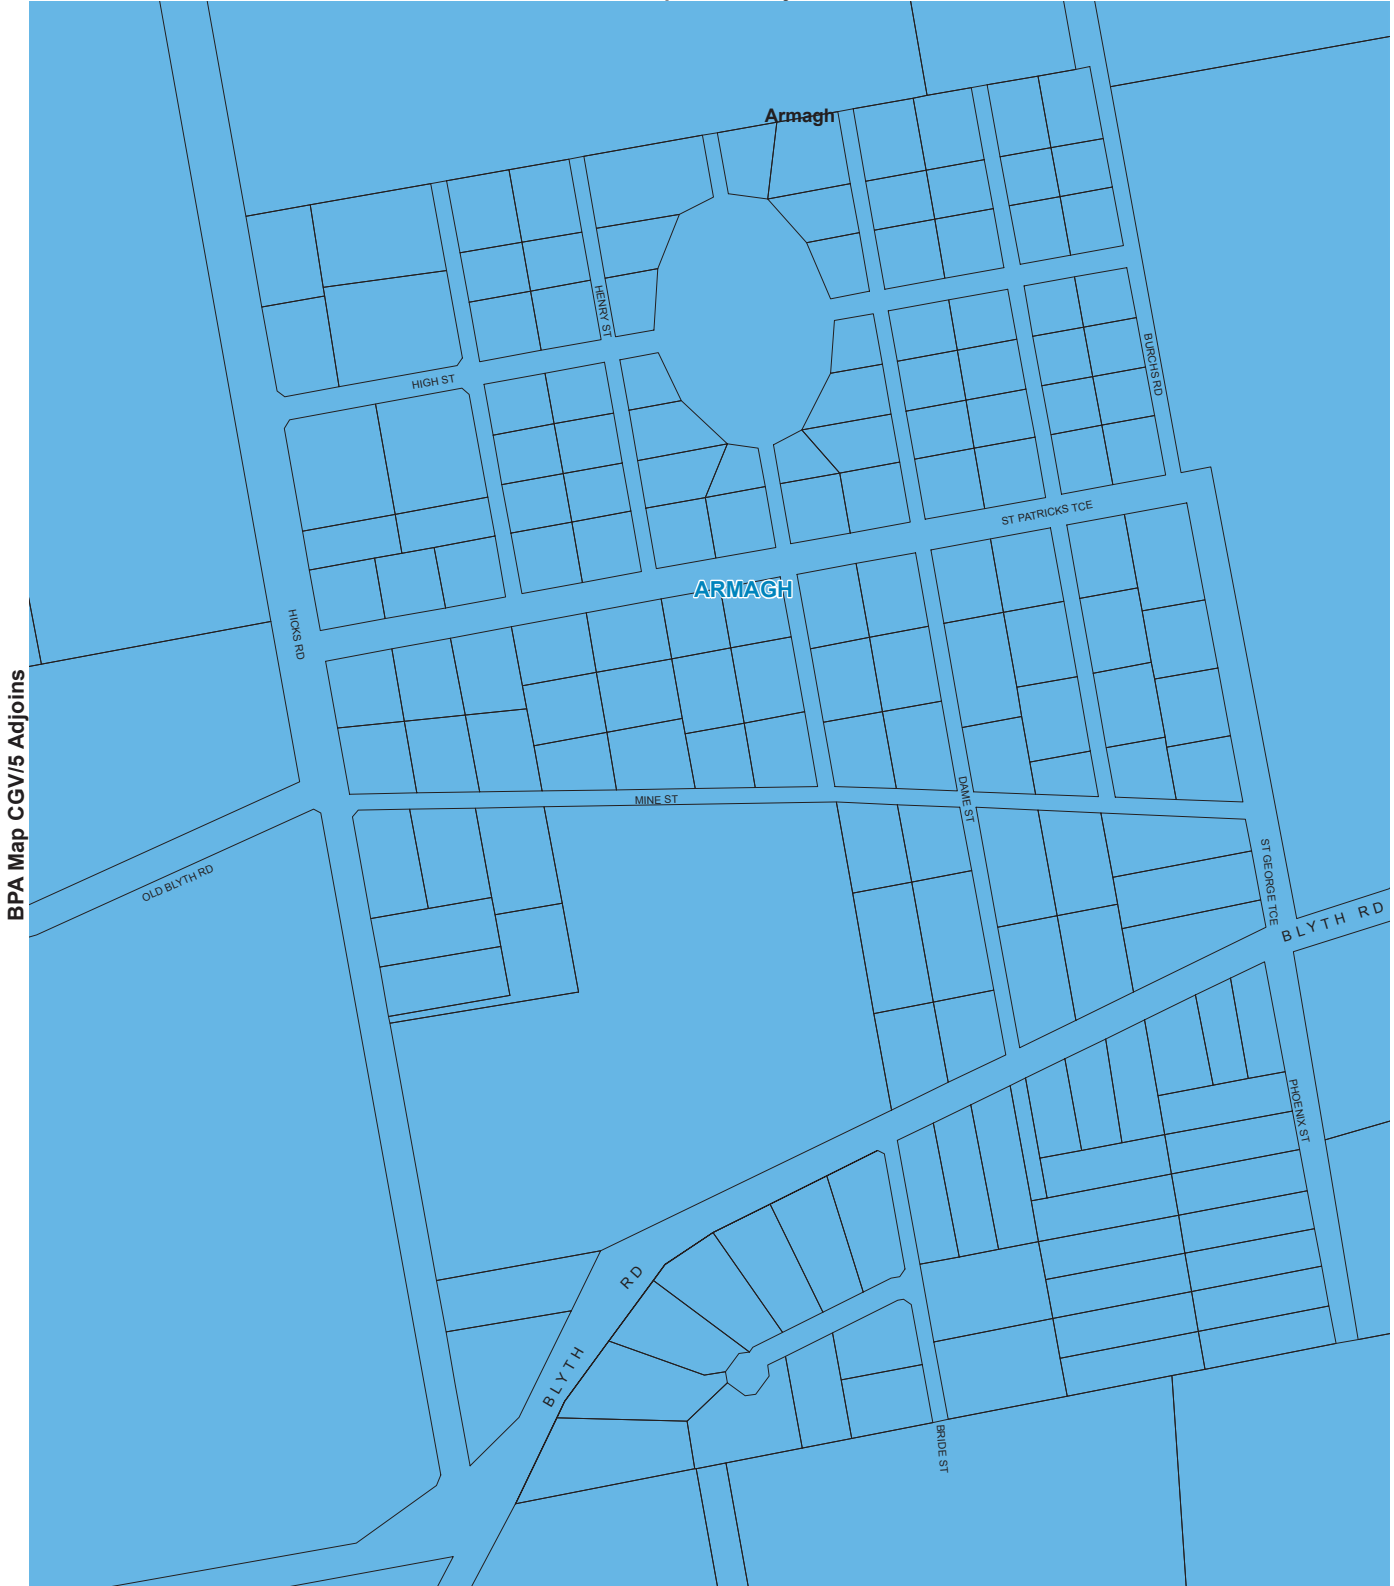 Armagh
HENRY ST
HIGH ST
BURCHS RD
ST PATRICKS TCE
ARMAGH
HICKS RD
BPA Map CGV/5 Adjoins
MINE ST
DAME ST
OLD BLYTH RD
ST GEORGE TCE
BLYTH RD
PHOENIX ST
BLYTH RD
BRIDE ST